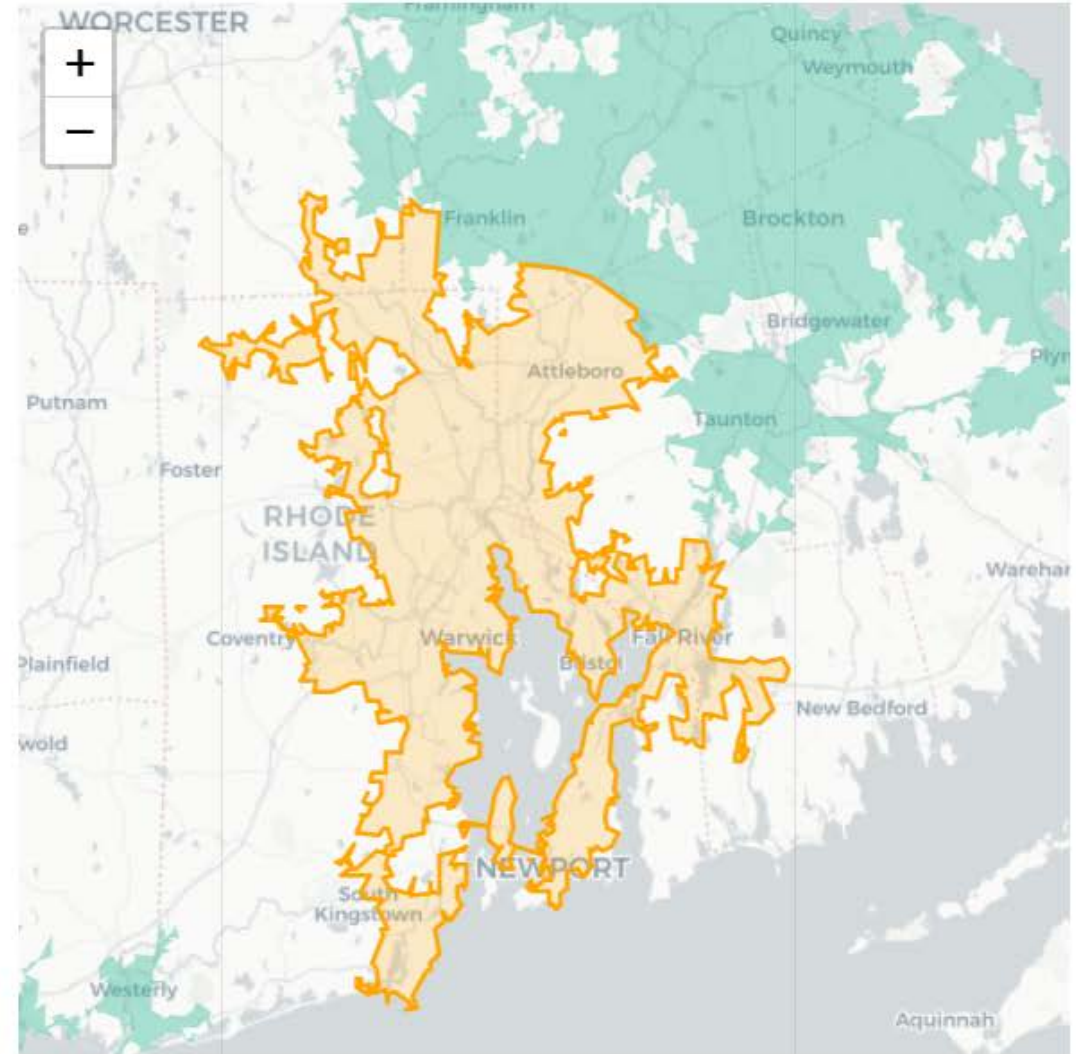 Framingham
WORCESTER
+
−
Quincy
Weymouth
Franklin
Brockton
Bridgewater
Attleboro
Putnam
Taunton
Foster
RHODE
ISLAND
Coventry
Warwick
Fall River
Bristol
Plainfield
New Bedford
NEWPORT
South
Kingstown
Westerly
Aquinnah